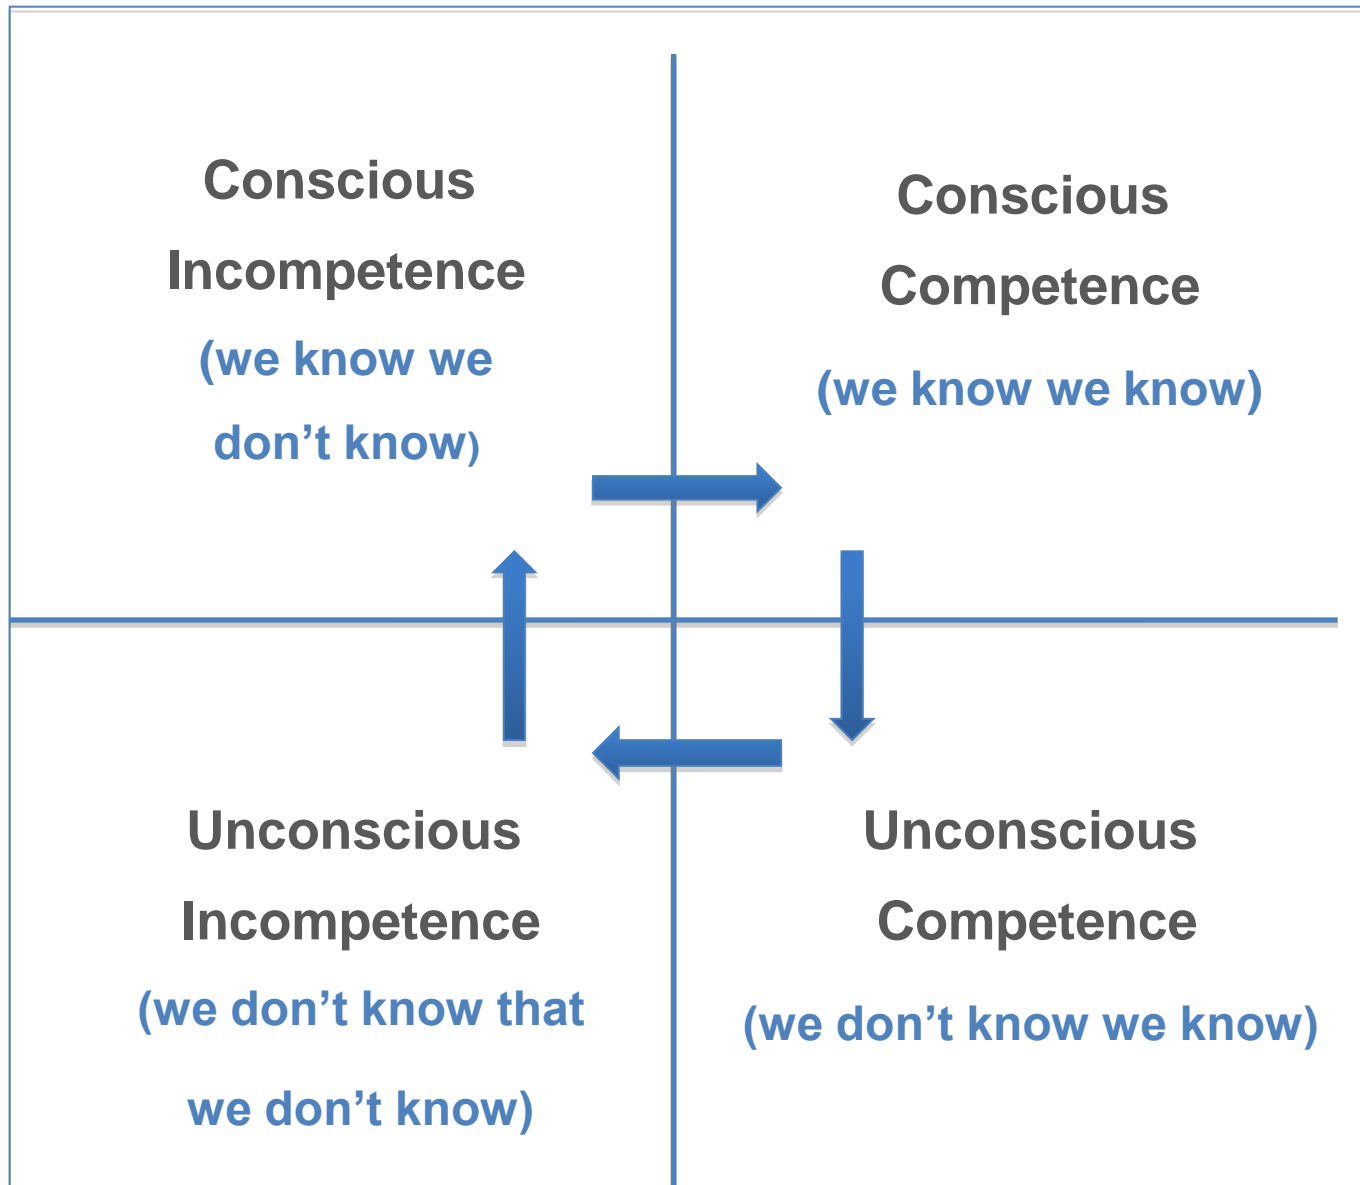 Conscious
Incompetence
(we know we
don’t know)
Conscious
Competence
(we know we know)
Unconscious
Incompetence
(we don’t know that
we don’t know)
Unconscious
Competence
(we don’t know we know)